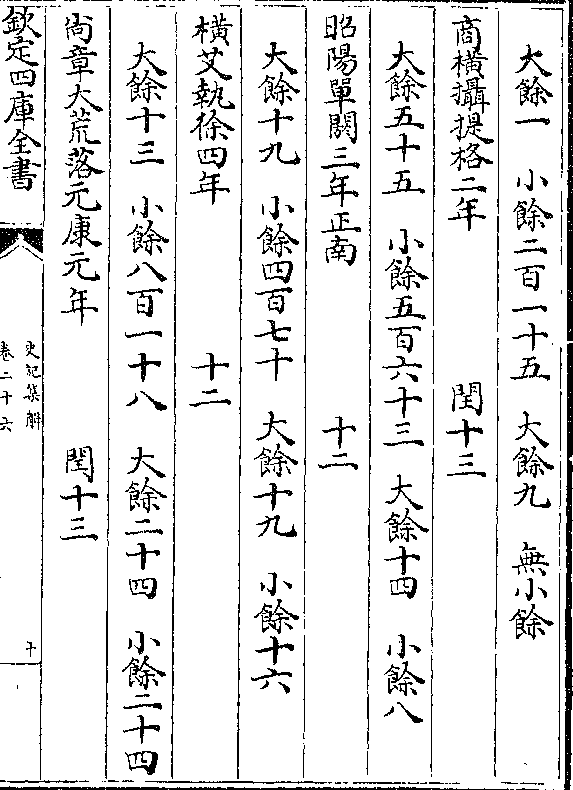 大餘一　小餘二百一十五　大餘九　無小餘
商橫攝提格二年　閏十三
大餘五十五　小餘五百六十三　大餘十四　小餘八
昭陽單閼三年正南　十二
大餘十九　小餘四百七十　大餘十九　小餘十六
橫艾執徐四年　十二
大餘十三　小餘八百一十八　大餘二十四　小餘二十四
尚章大荒落元康元年　閏十三
欽定四庫全書
史記集解
卷二十六
十